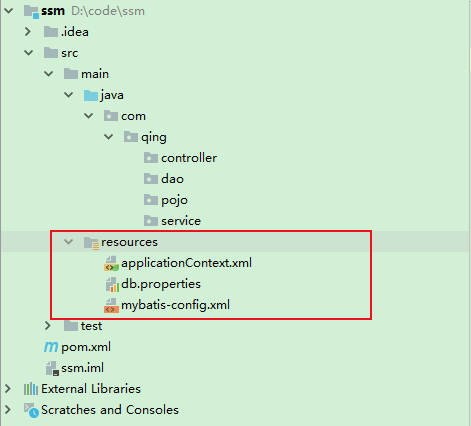 ssm D:\code\ssm
.idea
src
main
java
com
qing
controller
dao
pojo
service
resources
applicationContext.xml
db.properties
mybatis-config.xml
test
pom.xml
ssm.iml
External Libraries
Scratches and Consoles